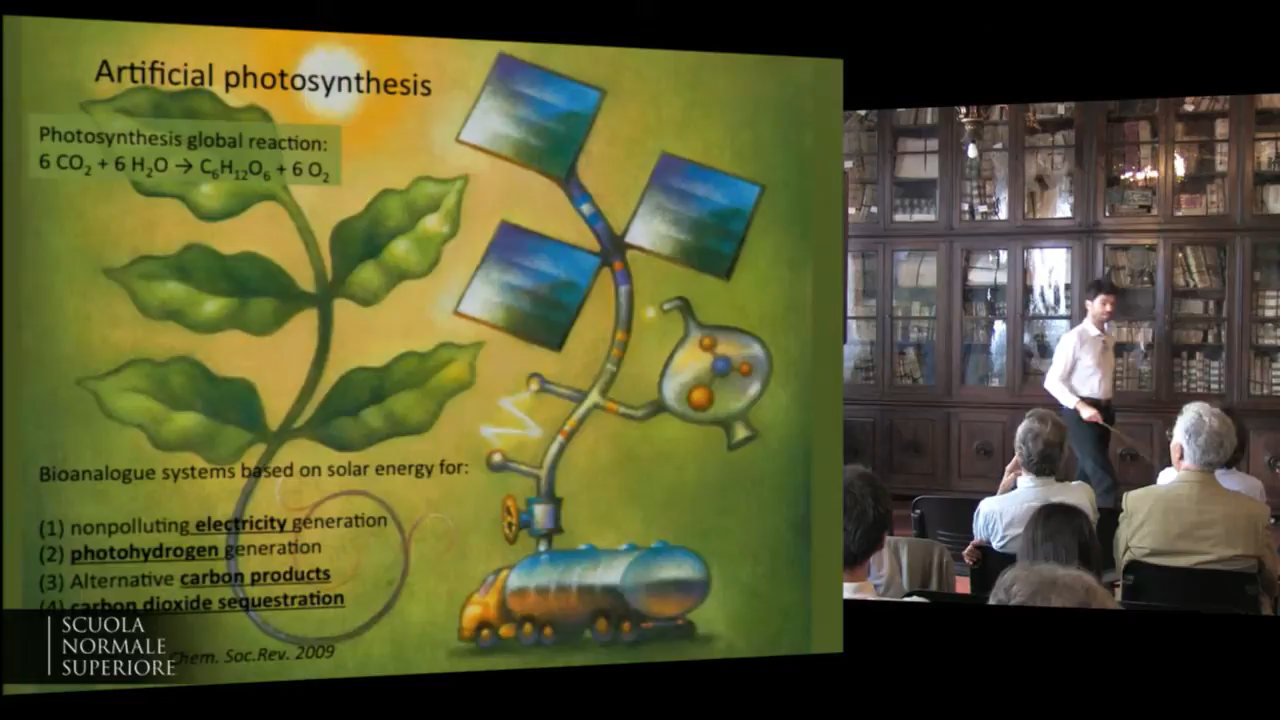 Artificial photosynthesis
Photosynthesis global reaction:
6 CO₂ + 6 H₂O → C₆H₁₂O₆ + 6 O₂
Bioanalogue systems based on solar energy for:
(1) nonpolluting electricity generation
(2) photohydrogen generation
(3) Alternative carbon products
(4) carbon dioxide sequestration
Chem. Soc.Rev. 2009
SCUOLA
NORMALE
SUPERIORE